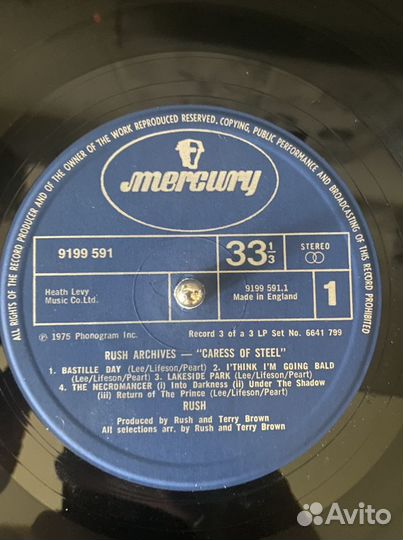 ALL RIGHTS OF THE RECORD PRODUCER AND OF THE OWNER OF THE WORK REPRODUCED RESERVED. COPYING, PUBLIC PERFORMANCE AND BROADCASTING OF THIS RECORD PROHIBITED
mercury
9199 591
33 1/3
STEREO
Heath Levy
Music Co.Ltd.
9199 591.1
Made in England
1
℗ 1975 Phonogram Inc.
Record 3 of a 3 LP Set No. 6641 799
RUSH ARCHIVES — "CARESS OF STEEL"
1. BASTILLE DAY (Lee/Lifeson/Peart) 2. I'THINK I'M GOING BALD
(Lee/Lifeson/Peart) 3. LAKESIDE PARK (Lee/Lifeson/Peart)
4. THE NECROMANCER (i) Into Darkness (ii) Under The Shadow
(iii) Return of The Prince (Lee/Lifeson/Peart)
RUSH
Produced by Rush and Terry Brown
All selections arr. by Rush and Terry Brown
Avito